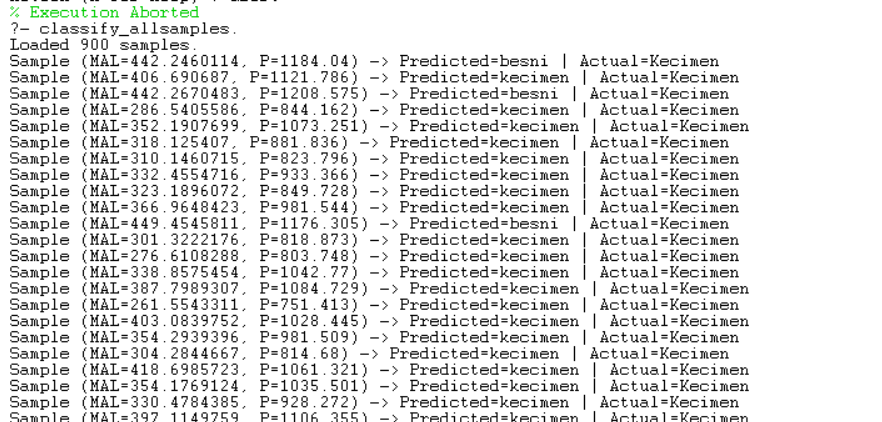 % Execution Aborted
?- classify_allsamples.
Loaded 900 samples.
Sample (MAL=442.2460114, P=1184.04) -> Predicted=besni | Actual=Kecimen
Sample (MAL=406.690687, P=1121.786) -> Predicted=kecimen | Actual=Kecimen
Sample (MAL=442.2670483, P=1208.575) -> Predicted=besni | Actual=Kecimen
Sample (MAL=286.5405586, P=844.162) -> Predicted=kecimen | Actual=Kecimen
Sample (MAL=352.1907699, P=1073.251) -> Predicted=kecimen | Actual=Kecimen
Sample (MAL=318.125407, P=881.836) -> Predicted=kecimen | Actual=Kecimen
Sample (MAL=310.1460715, P=823.796) -> Predicted=kecimen | Actual=Kecimen
Sample (MAL=332.4554716, P=933.366) -> Predicted=kecimen | Actual=Kecimen
Sample (MAL=323.1896072, P=849.728) -> Predicted=kecimen | Actual=Kecimen
Sample (MAL=366.9648423, P=981.544) -> Predicted=kecimen | Actual=Kecimen
Sample (MAL=449.4545811, P=1176.305) -> Predicted=besni | Actual=Kecimen
Sample (MAL=301.3222176, P=818.873) -> Predicted=kecimen | Actual=Kecimen
Sample (MAL=276.6108288, P=803.748) -> Predicted=kecimen | Actual=Kecimen
Sample (MAL=338.8575454, P=1042.77) -> Predicted=kecimen | Actual=Kecimen
Sample (MAL=387.7989307, P=1084.729) -> Predicted=kecimen | Actual=Kecimen
Sample (MAL=261.5543311, P=751.413) -> Predicted=kecimen | Actual=Kecimen
Sample (MAL=403.0839752, P=1028.445) -> Predicted=kecimen | Actual=Kecimen
Sample (MAL=354.2939396, P=981.509) -> Predicted=kecimen | Actual=Kecimen
Sample (MAL=304.2844667, P=814.68) -> Predicted=kecimen | Actual=Kecimen
Sample (MAL=418.6985723, P=1061.321) -> Predicted=kecimen | Actual=Kecimen
Sample (MAL=354.1769124, P=1035.501) -> Predicted=kecimen | Actual=Kecimen
Sample (MAL=330.4784385, P=928.272) -> Predicted=kecimen | Actual=Kecimen
Sample (MAL=397.1149759, P=1106.355) -> Predicted=kecimen | Actual=Kecimen